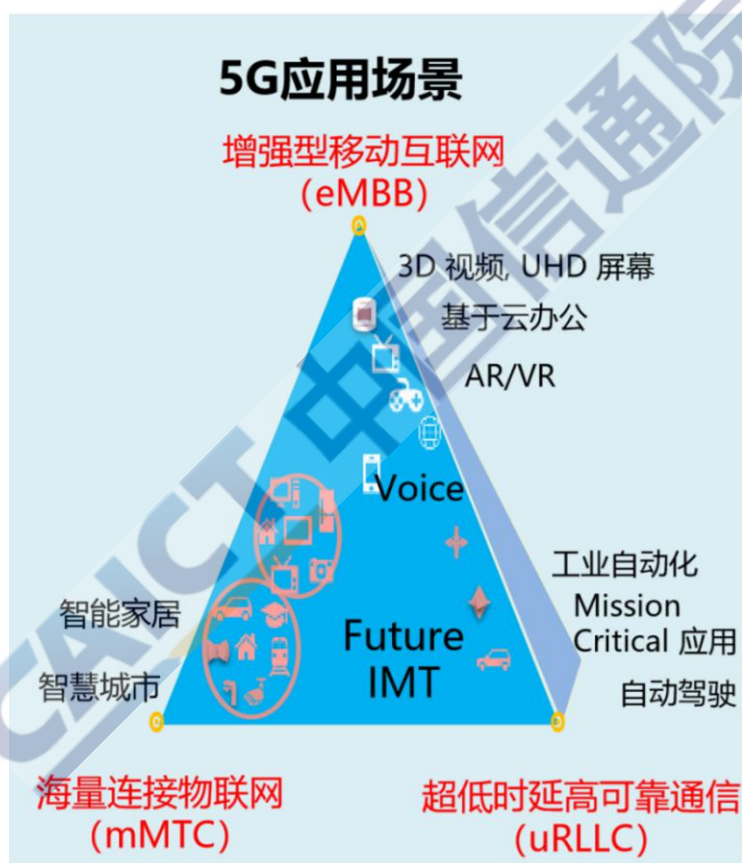 5G应用场景
增强型移动互联网
(eMBB)
3D 视频, UHD 屏幕
基于云办公
AR/VR
Voice
工业自动化
Mission
Critical 应用
自动驾驶
智能家居
智慧城市
Future
IMT
海量连接物联网
(mMTC)
超低时延高可靠通信
(uRLLC)
CAICT 中国信通院